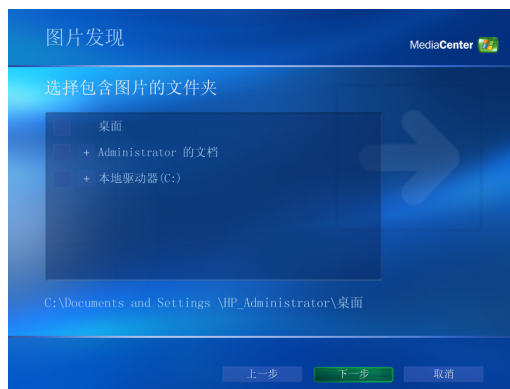 图片发现
MediaCenter
选择包含图片的文件夹
桌面
+ Administrator 的文档
+ 本地驱动器(C:)
C:\Documents and Settings \HP_Administrator\桌面
上一步 下一步 取消